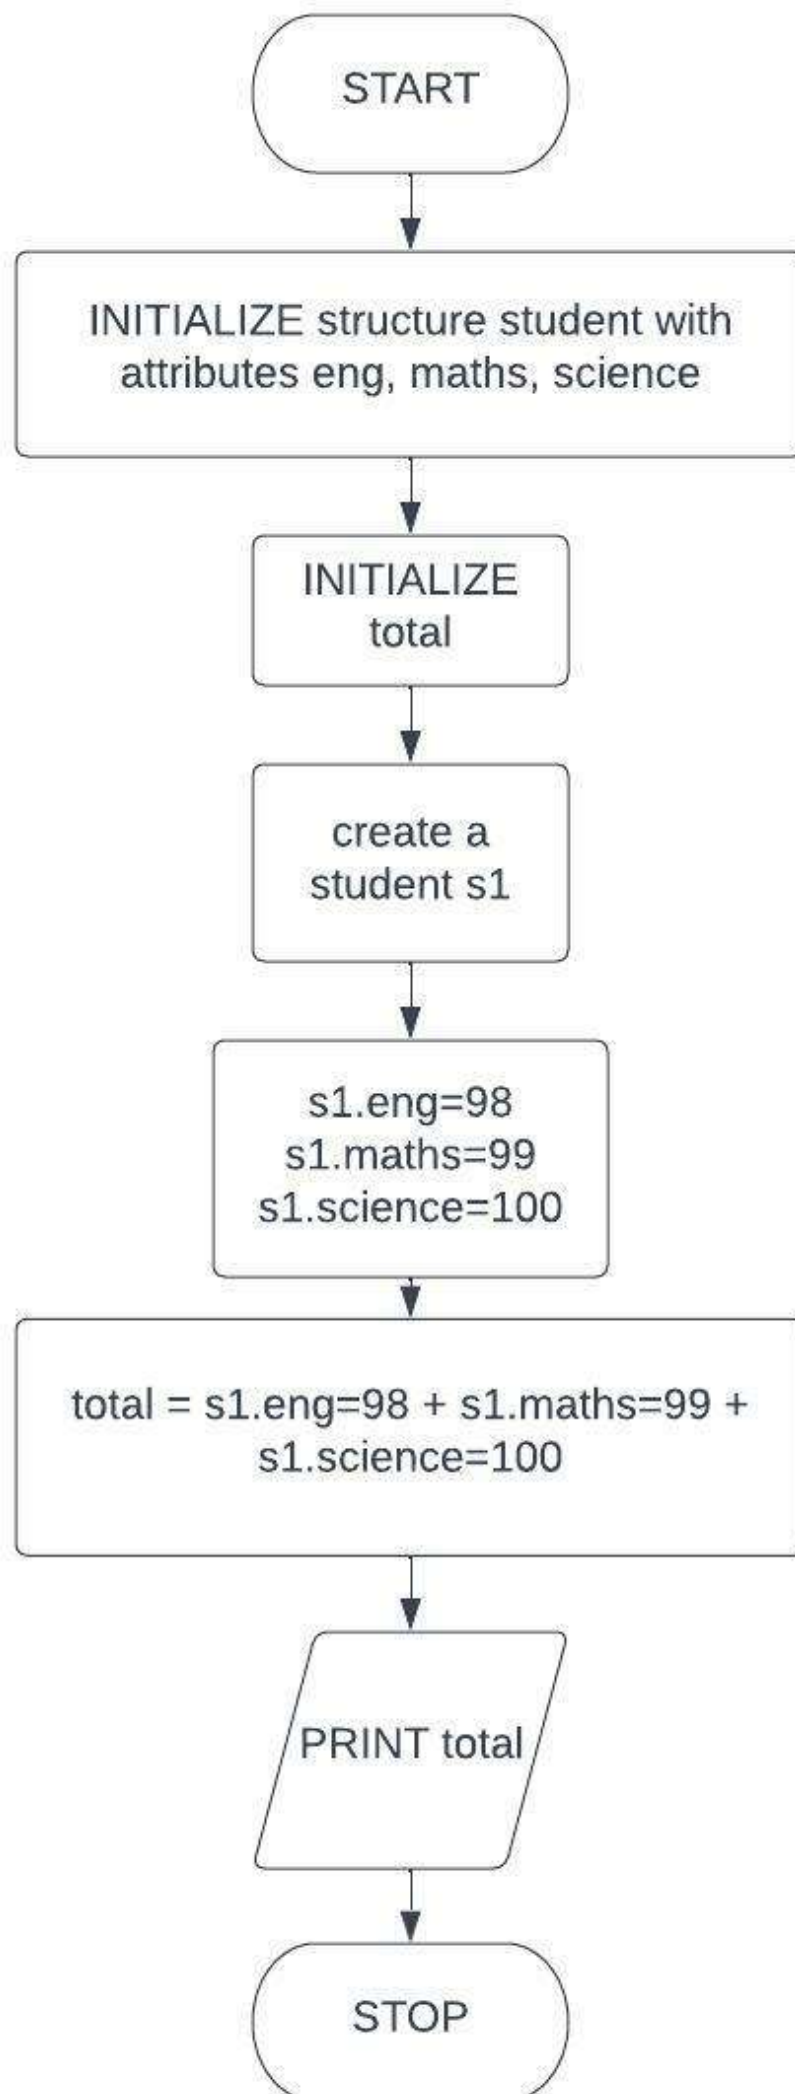 START
INITIALIZE structure student with
attributes eng, maths, science
INITIALIZE
total
create a
student s1
s1.eng=98
s1.maths=99
s1.science=100
total = s1.eng=98 + s1.maths=99 +
s1.science=100
PRINT total
STOP